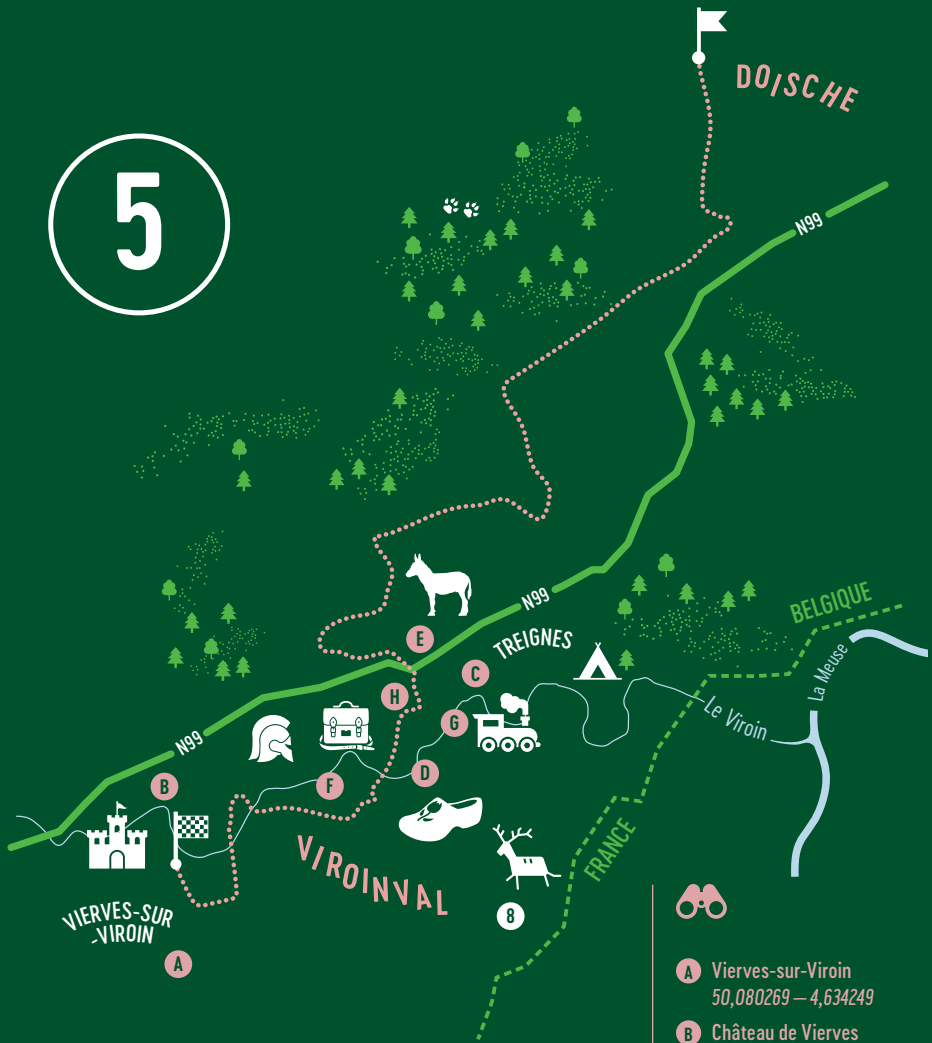 DOISCHE
5
N99
N99
TREIGNES
BELGIQUE
La Meuse
Le Viroin
E
C
H
G
N99
D
B
F
VIROINVAL
FRANCE
VIERVES-SUR
-VIROIN
8
A
A Vierves-sur-Viroin
50,080269 – 4,634249
B Château de Vierves